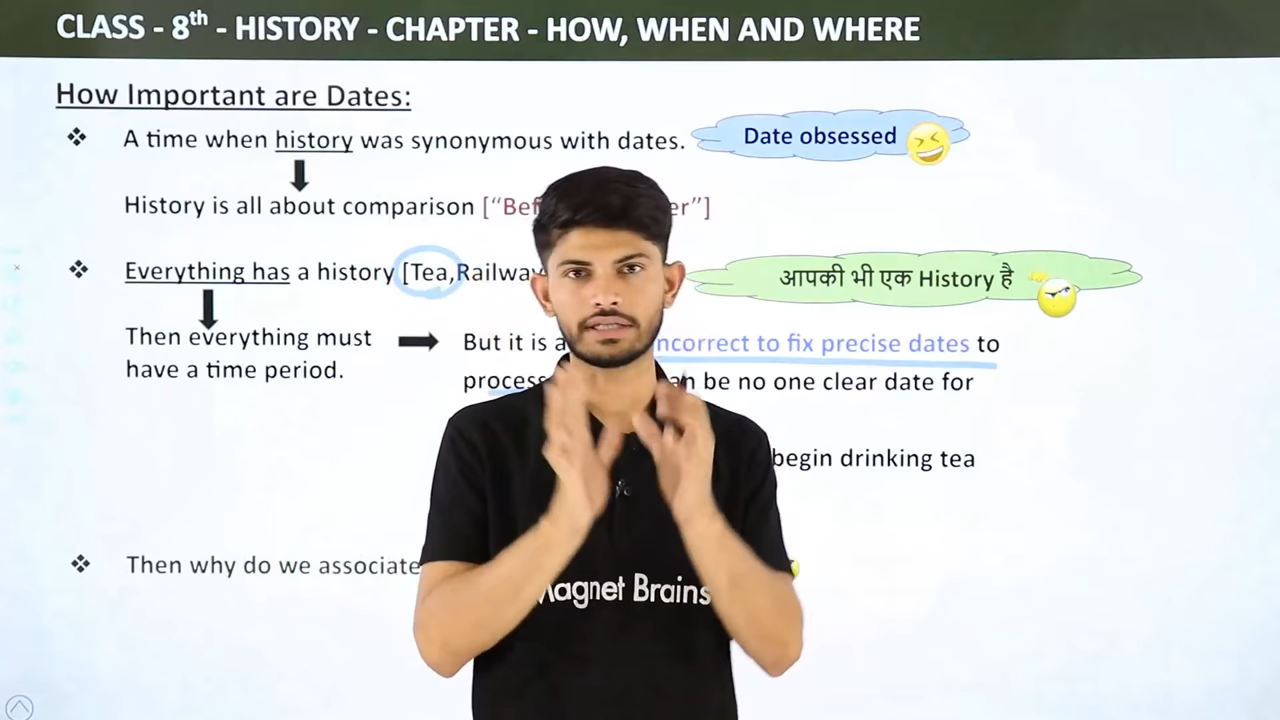 CLASS - 8th - HISTORY - CHAPTER - HOW, WHEN AND WHERE
How Important are Dates:
A time when history was synonymous with dates.
Date obsessed
History is all about comparison ["Bef er"]
Everything has a history [Tea,Railway
आपकी भी एक History है
Then everything must
have a time period.
But it is a ncorrect to fix precise dates to
process an be no one clear date for
begin drinking tea
Then why do we associate
Magnet Brains